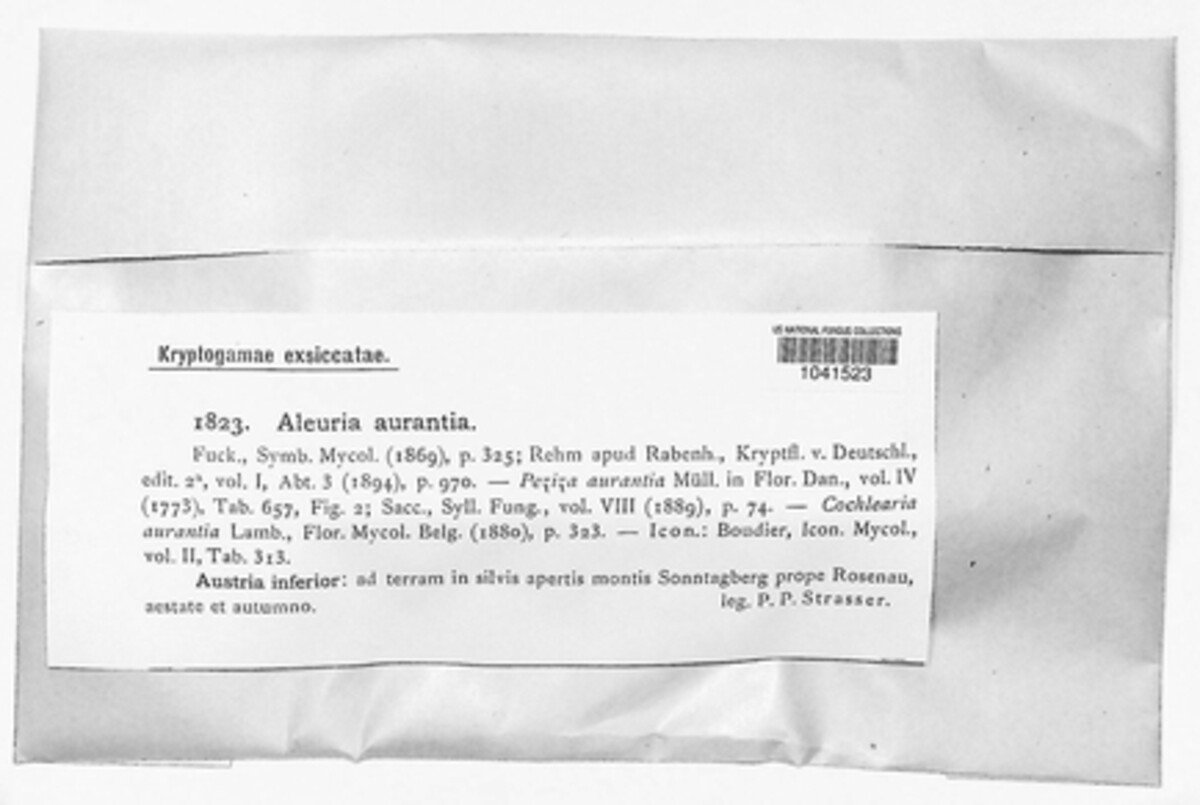 US NATIONAL FUNGUS COLLECTIONS
1041523
Kryptogamae exsiccatae.
1823. Aleuria aurantia.
Fuck., Symb. Mycol. (1869), p. 325; Rehm apud Rabenh., Kryptfl. v. Deutschl.,
edit. 2ᵃ, vol. I, Abt. 3 (1894), p. 970. — Peziza aurantia Müll. in Flor. Dan., vol. IV
(1773), Tab. 657, Fig. 2; Sacc., Syll. Fung., vol. VIII (1889), p. 74. — Cochlearia
aurantia Lamb., Flor. Mycol. Belg. (1880), p. 323. — Icon.: Boudier, Icon. Mycol.,
vol. II, Tab. 313.
Austria inferior: ad terram in silvis apertis montis Sonntagberg prope Rosenau,
aestate et autumno. leg. P. P. Strasser.